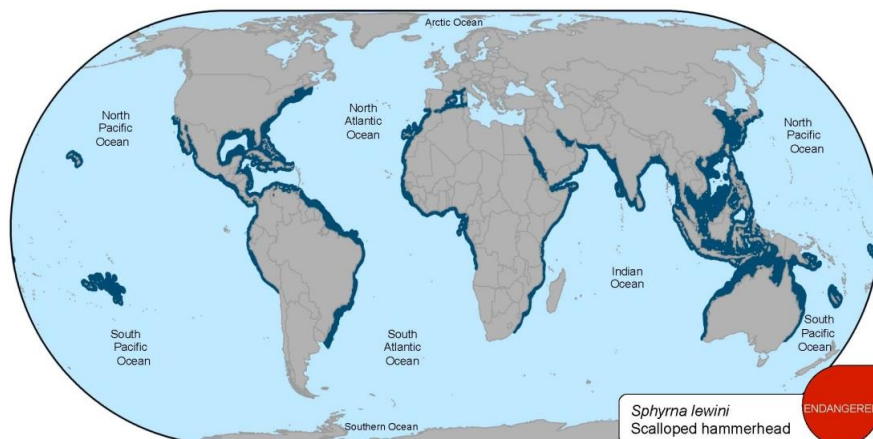 Arctic Ocean
North
Pacific
Ocean
North
Atlantic
Ocean
North
Pacific
Ocean
Indian
Ocean
South
Pacific
Ocean
South
Atlantic
Ocean
South
Pacific
Ocean
Southern Ocean
Sphyrna lewini
Scalloped hammerhead
ENDANGERED